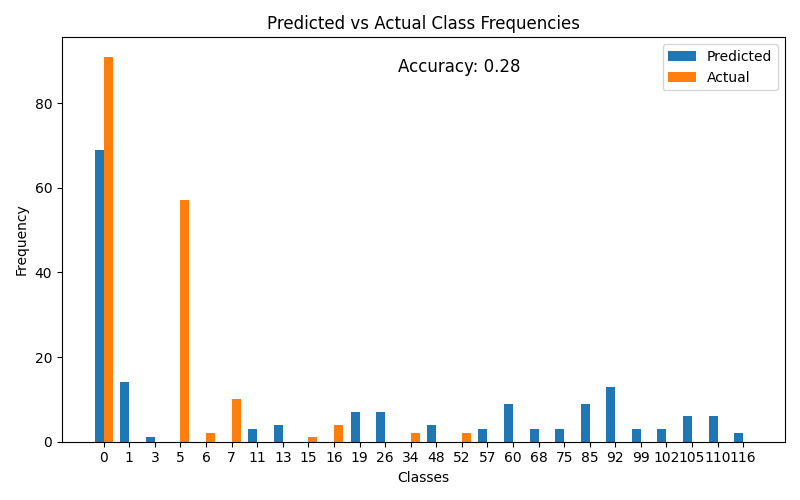 Predicted vs Actual Class Frequencies
Accuracy: 0.28
Predicted
Actual
80
60
40
20
0
Frequency
0 1 3 5 6 7 11 13 15 16 19 26 34 48 52 57 60 68 75 85 92 99 102 105 110 116
Classes